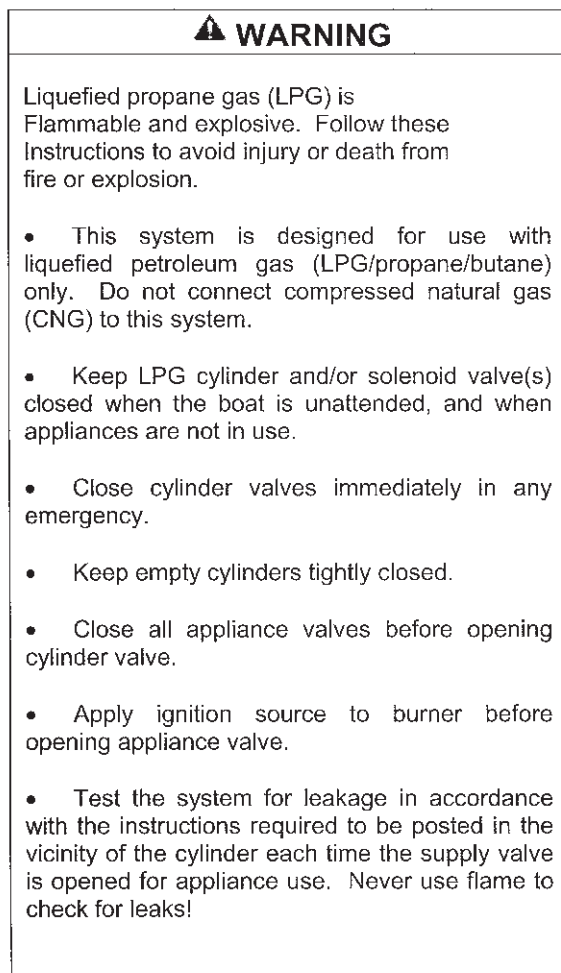 ⚠ WARNING
Liquefied propane gas (LPG) is
Flammable and explosive. Follow these
Instructions to avoid injury or death from
fire or explosion.
• This system is designed for use with
liquefied petroleum gas (LPG/propane/butane)
only. Do not connect compressed natural gas
(CNG) to this system.
• Keep LPG cylinder and/or solenoid valve(s)
closed when the boat is unattended, and when
appliances are not in use.
• Close cylinder valves immediately in any
emergency.
• Keep empty cylinders tightly closed.
• Close all appliance valves before opening
cylinder valve.
• Apply ignition source to burner before
opening appliance valve.
• Test the system for leakage in accordance
with the instructions required to be posted in the
vicinity of the cylinder each time the supply valve
is opened for appliance use. Never use flame to
check for leaks!